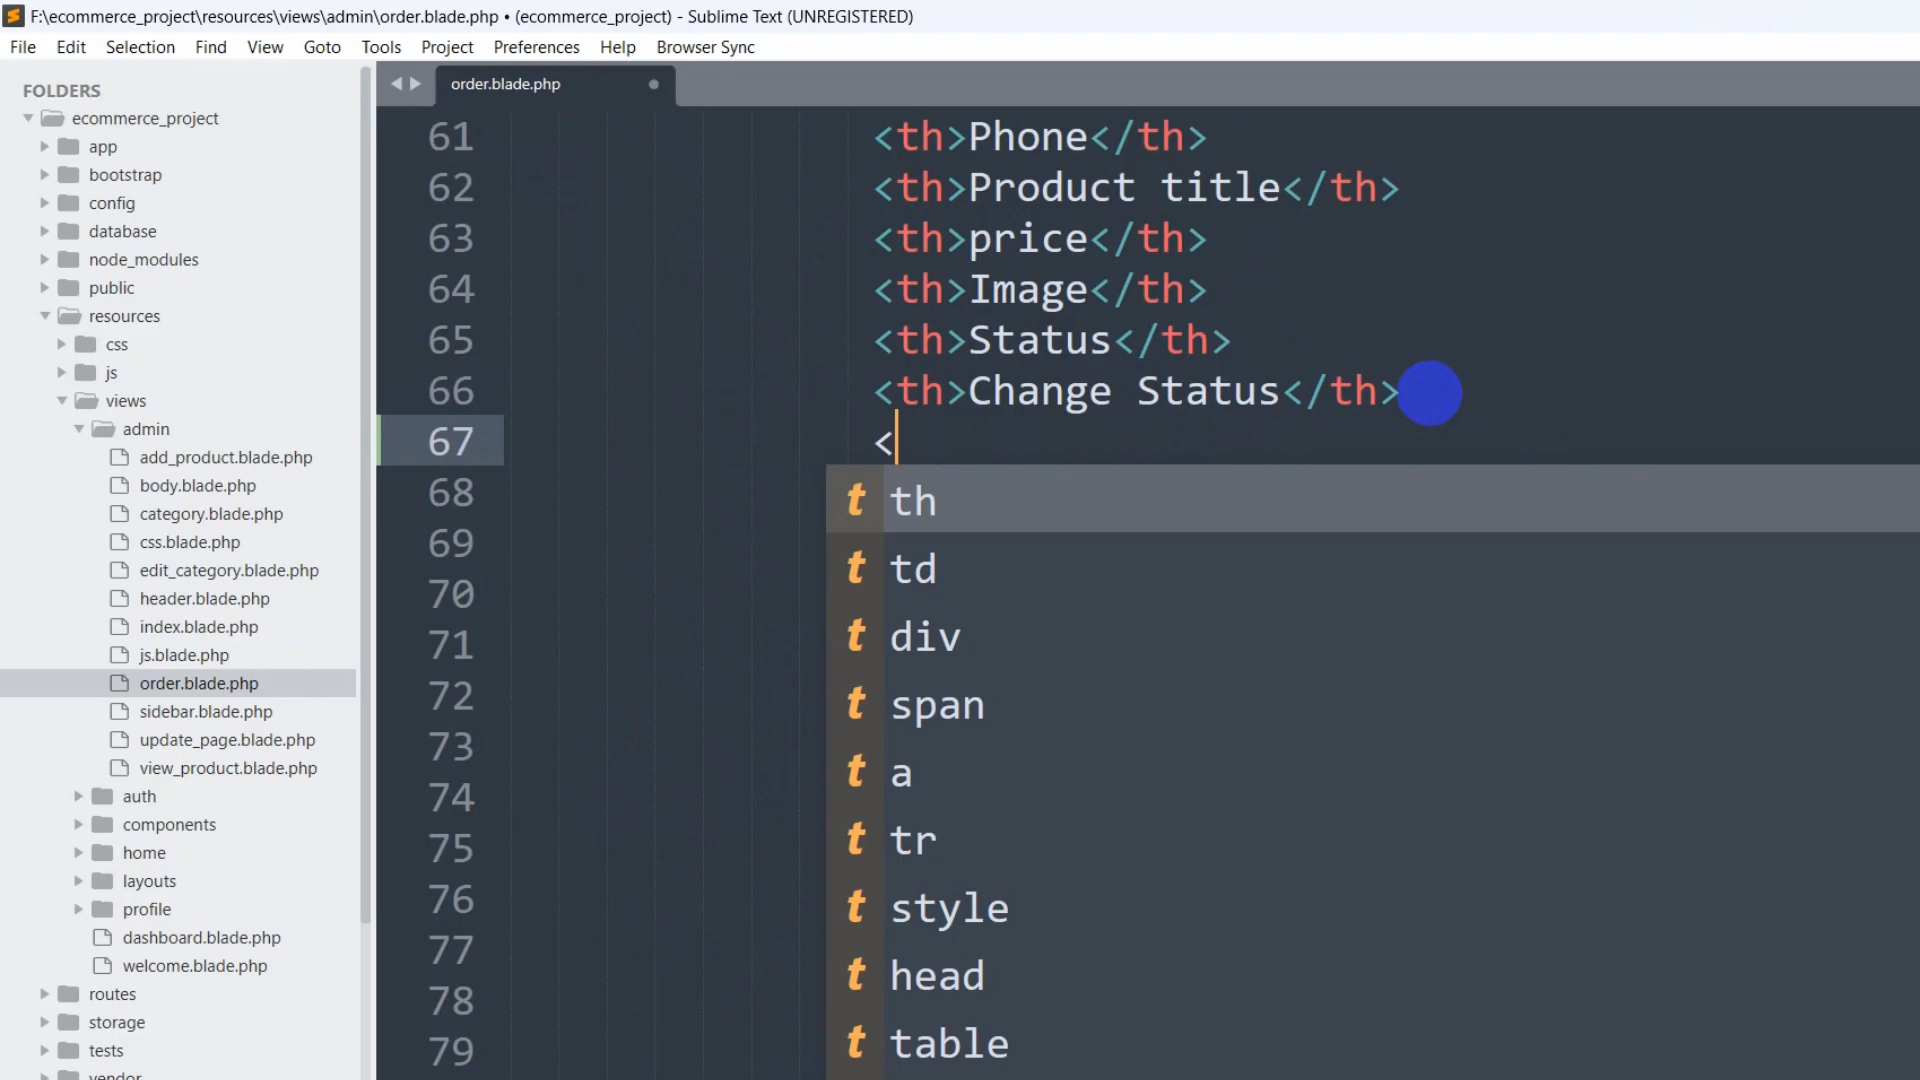 F:\ecommerce_project\resources\views\admin\order.blade.php • (ecommerce_project) - Sublime Text (UNREGISTERED)
File Edit Selection Find View Goto Tools Project Preferences Help Browser Sync
FOLDERS
ecommerce_project
app
bootstrap
config
database
node_modules
public
resources
css
js
views
admin
add_product.blade.php
body.blade.php
category.blade.php
css.blade.php
edit_category.blade.php
header.blade.php
index.blade.php
js.blade.php
order.blade.php
sidebar.blade.php
update_page.blade.php
view_product.blade.php
auth
components
home
layouts
profile
dashboard.blade.php
welcome.blade.php
routes
storage
tests
vendor
order.blade.php
61 <th>Phone</th>
62 <th>Product title</th>
63 <th>price</th>
64 <th>Image</th>
65 <th>Status</th>
66 <th>Change Status</th>
67 <
68
69
70
71
72
73
74
75
76
77
78
79
t th
t td
t div
t span
t a
t tr
t style
t head
t table